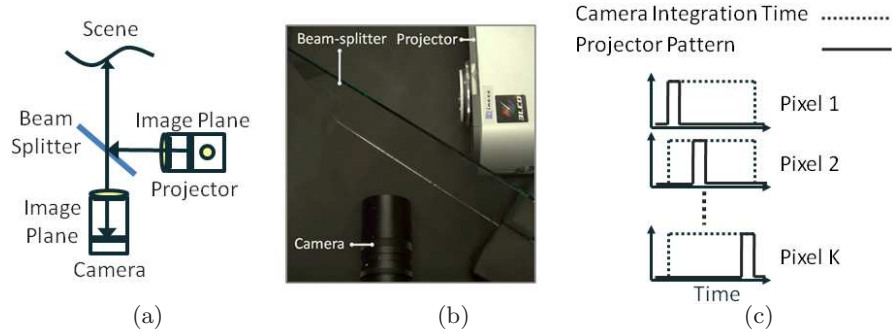 Scene
Beam
Splitter
Image Plane
Projector
Image
Plane
Camera
(a)
Beam-splitter
Projector
3LCD
Camera
(b)
Camera Integration Time
Projector Pattern
Pixel 1
Pixel 2
Pixel K
Time
(c)